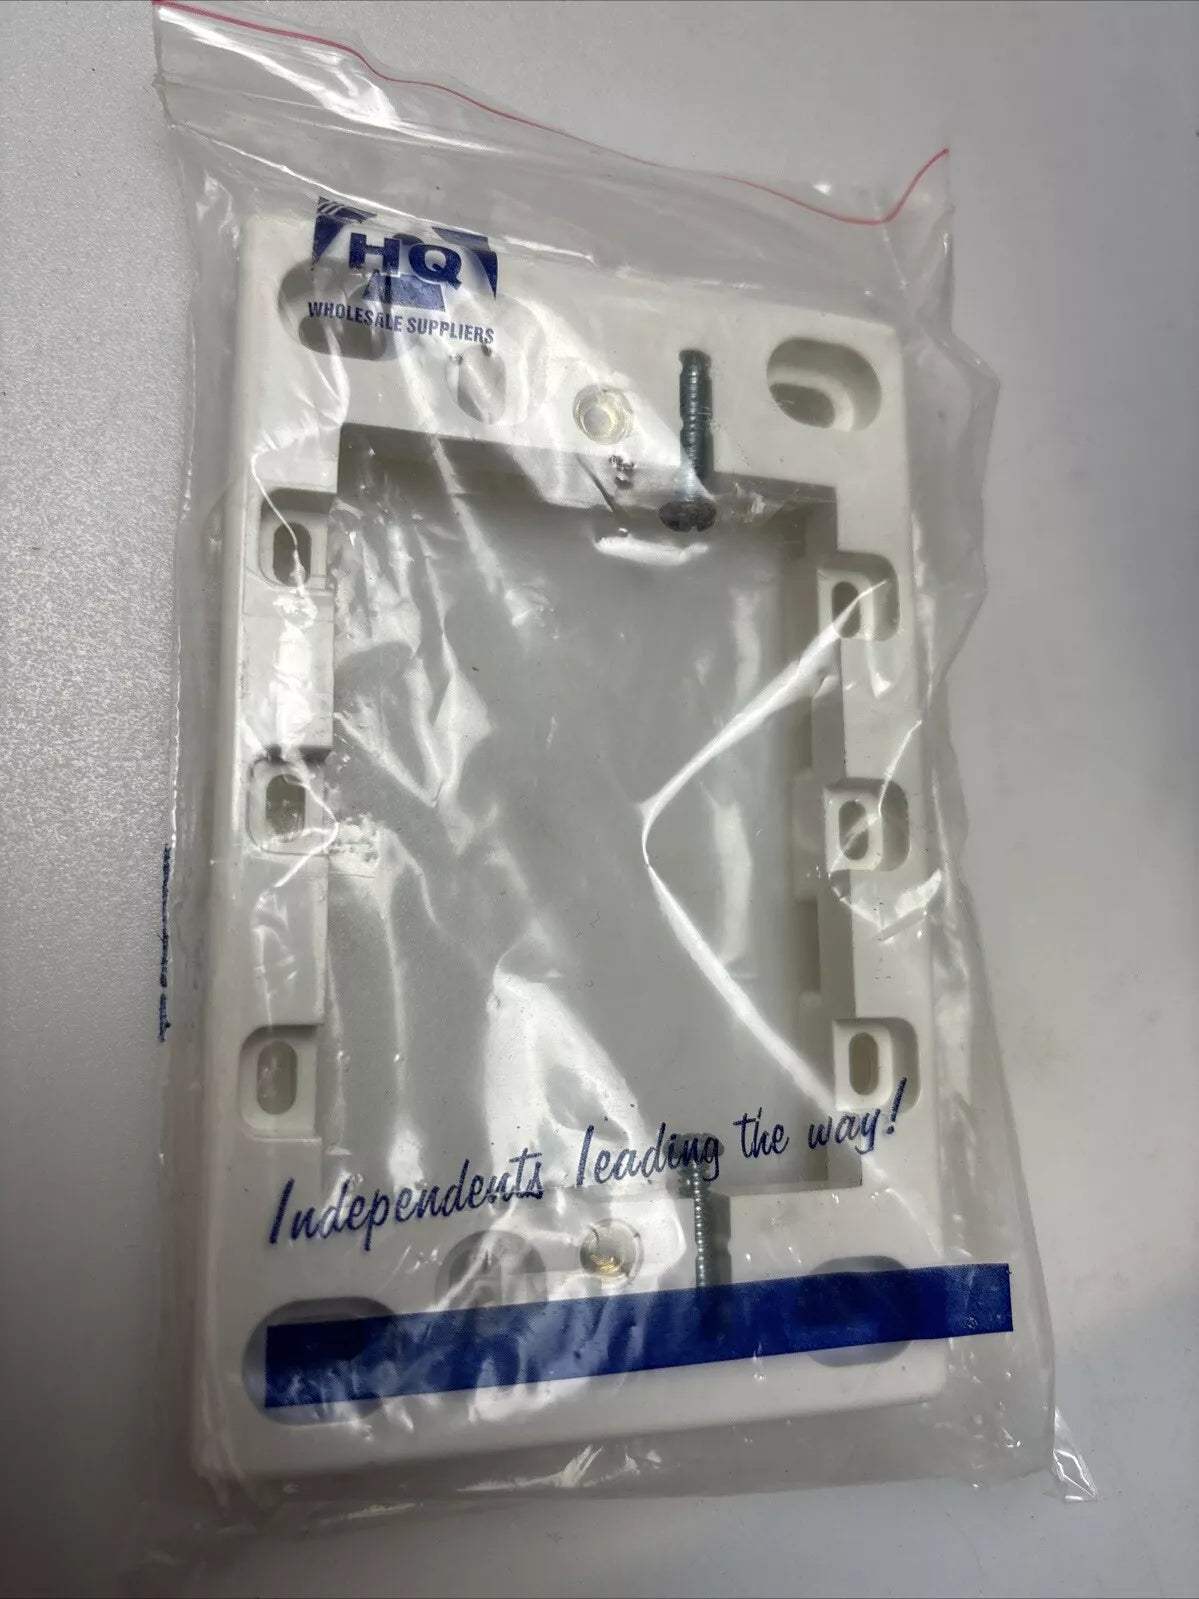 HQ
WHOLESALE SUPPLIERS
Independents leading the way!